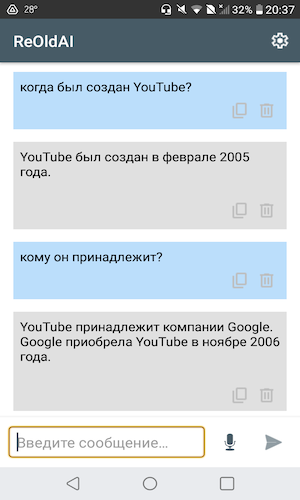 28°
32%
20:37
ReOldAI
когда был создан YouTube?
YouTube был создан в феврале 2005
года.
кому он принадлежит?
YouTube принадлежит компании Google.
Google приобрела YouTube в ноябре 2006
года.
Введите сообщение...